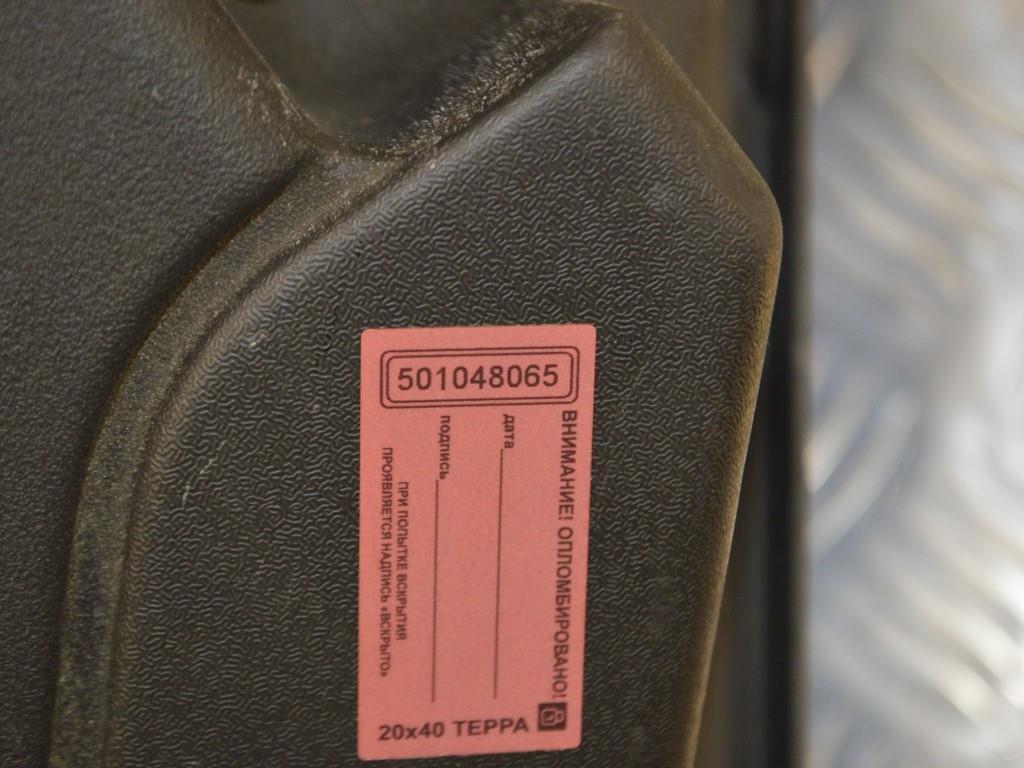 501048065
ВНИМАНИЕ! ОПЛОМБИРОВАНО!
дата
подпись
ПРИ ПОПЫТКЕ ВСКРЫТИЯ
ПРОЯВЛЯЕТСЯ НАДПИСЬ «ВСКРЫТО»
20х40 ТЕРРА